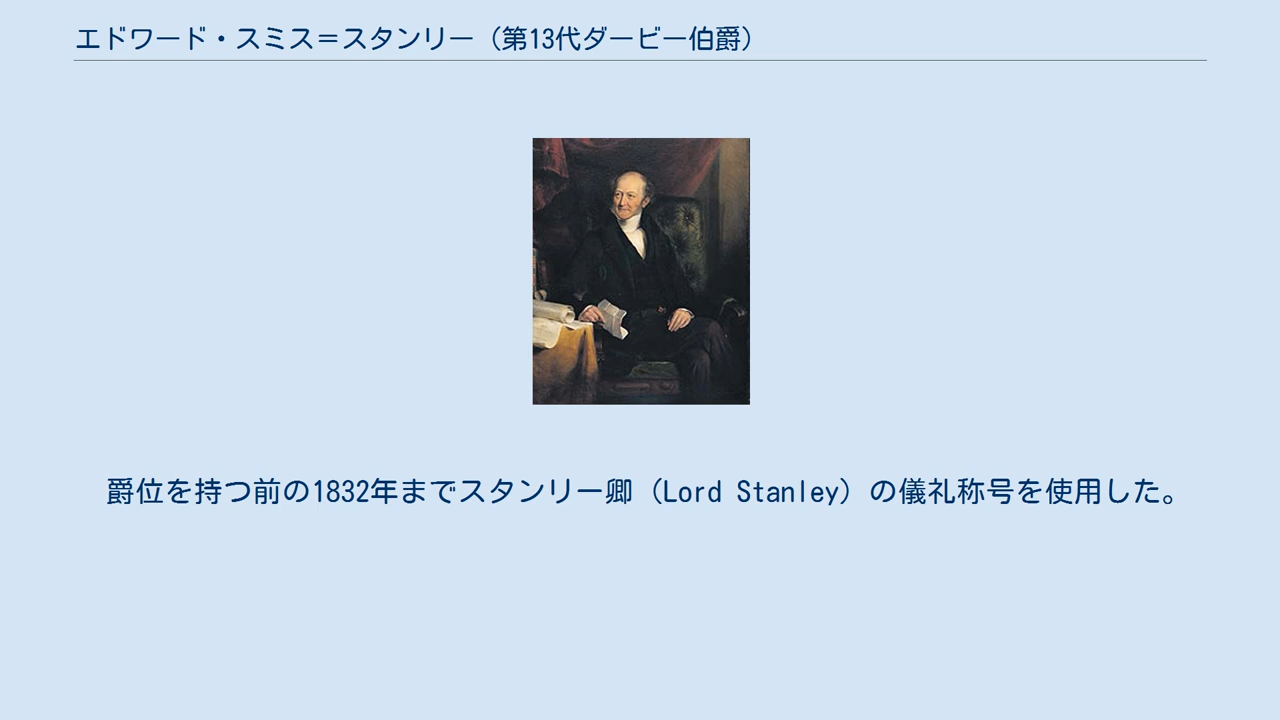 エドワード・スミス＝スタンリー（第13代ダービー伯爵）
爵位を持つ前の1832年までスタンリー卿（Lord Stanley）の儀礼称号を使用した。